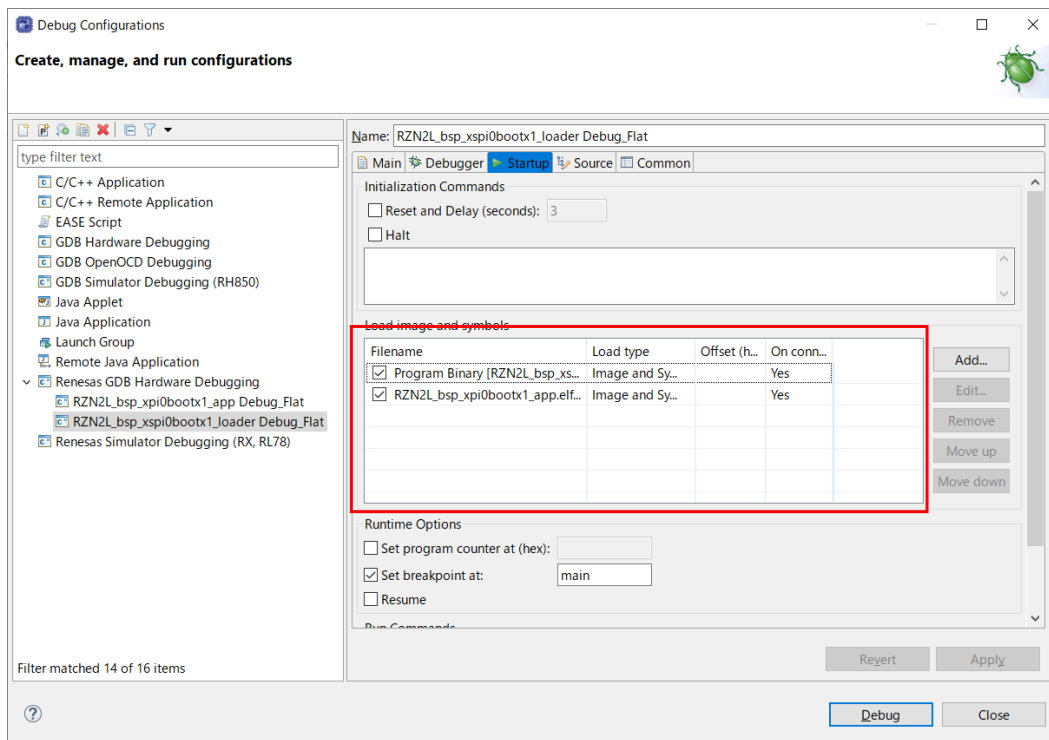 Debug Configurations
Create, manage, and run configurations
type filter text
C/C++ Application
C/C++ Remote Application
EASE Script
GDB Hardware Debugging
GDB OpenOCD Debugging
GDB Simulator Debugging (RH850)
Java Applet
Java Application
Launch Group
Remote Java Application
Renesas GDB Hardware Debugging
RZN2L_bsp_xpi0bootx1_app Debug_Flat
RZN2L_bsp_xspi0bootx1_loader Debug_Flat
Renesas Simulator Debugging (RX, RL78)
Filter matched 14 of 16 items
Name: RZN2L_bsp_xspi0bootx1_loader Debug_Flat
Main Debugger Startup Source Common
Initialization Commands
Reset and Delay (seconds): 3
Halt
Load image and symbols
Filename Load type Offset (h... On conn...
Program Binary [RZN2L_bsp_xs... Image and Sy... Yes
RZN2L_bsp_xpi0bootx1_app.elf... Image and Sy... Yes
Add...
Edit...
Remove
Move up
Move down
Runtime Options
Set program counter at (hex):
Set breakpoint at: main
Resume
Run Commands
Revert Apply
Debug Close